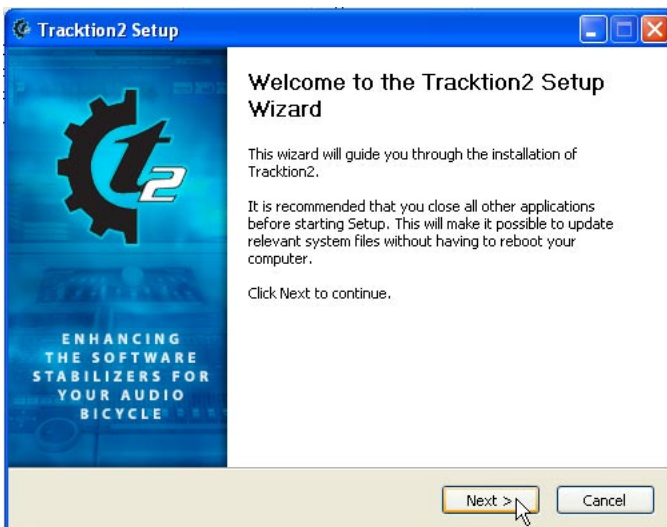 Tracktion2 Setup
t2
Welcome to the Tracktion2 Setup
Wizard
This wizard will guide you through the installation of
Tracktion2.
It is recommended that you close all other applications
before starting Setup. This will make it possible to update
relevant system files without having to reboot your
computer.
Click Next to continue.
ENHANCING
THE SOFTWARE
STABILIZERS FOR
YOUR AUDIO
BICYCLE
Next >
Cancel